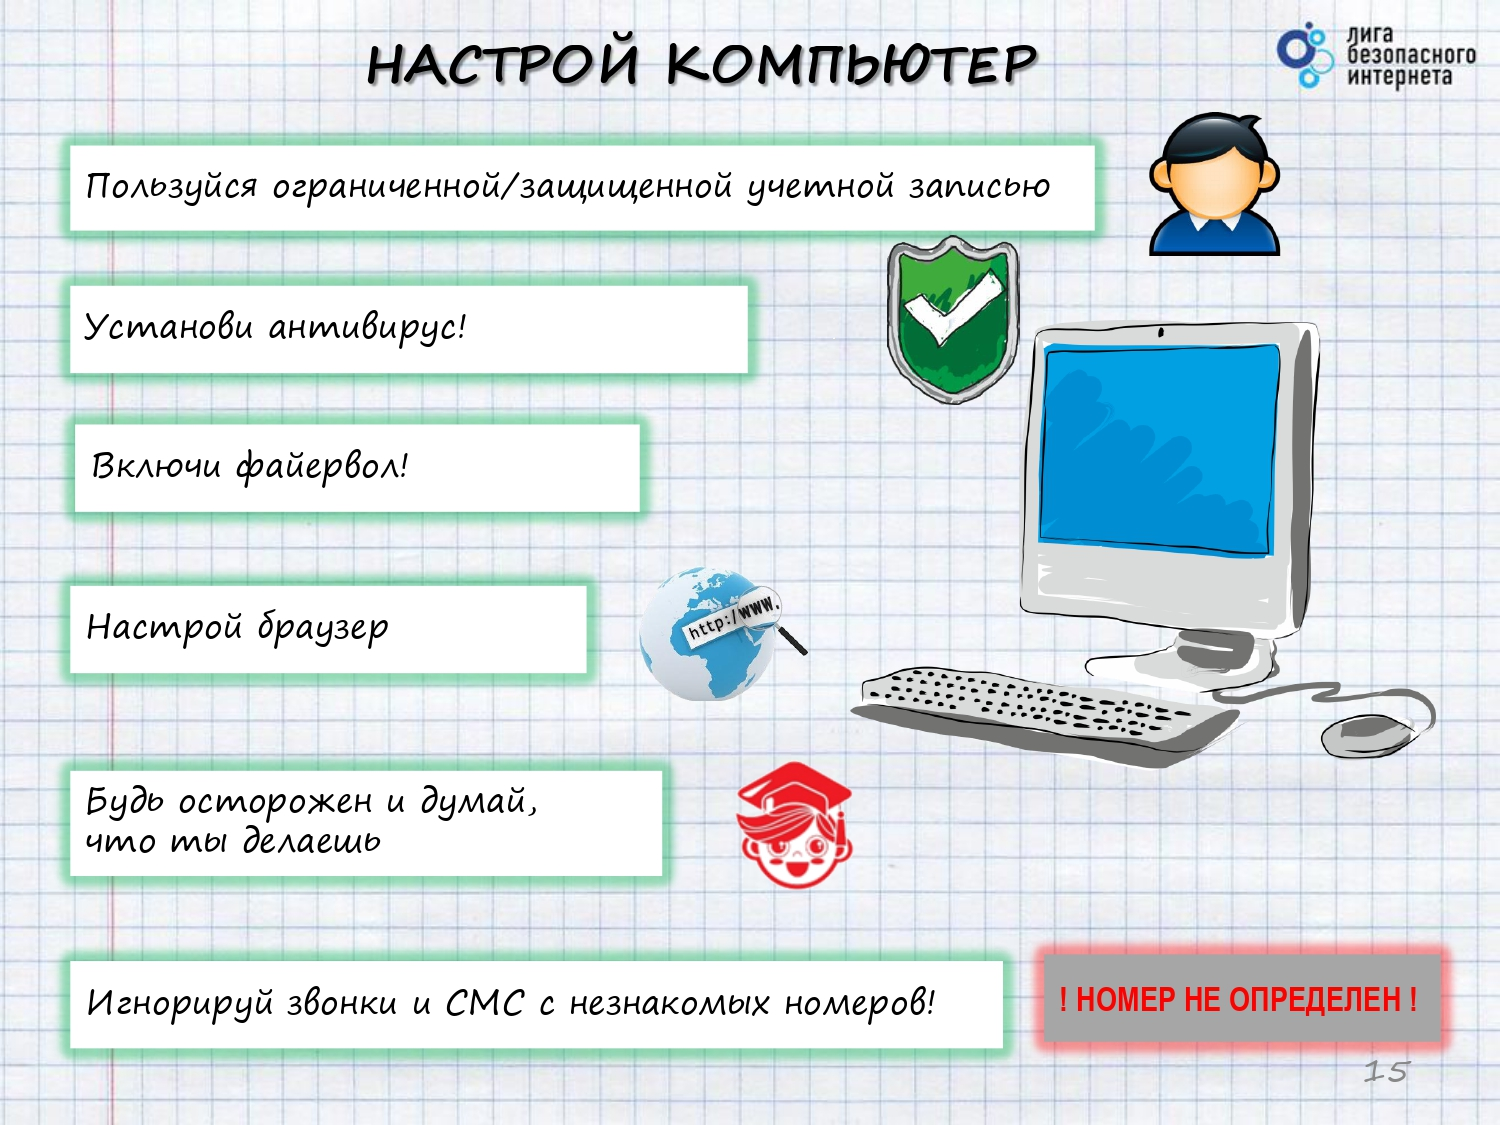 НАСТРОЙ КОМПЬЮТЕР
лига
безопасного
интернета
Пользуйся ограниченной/защищенной учетной записью
Установи антивирус!
Включи файервол!
Настрой браузер
http:/www.
Будь осторожен и думай,
что ты делаешь
Игнорируй звонки и СМС с незнакомых номеров!
! НОМЕР НЕ ОПРЕДЕЛЕН !
15